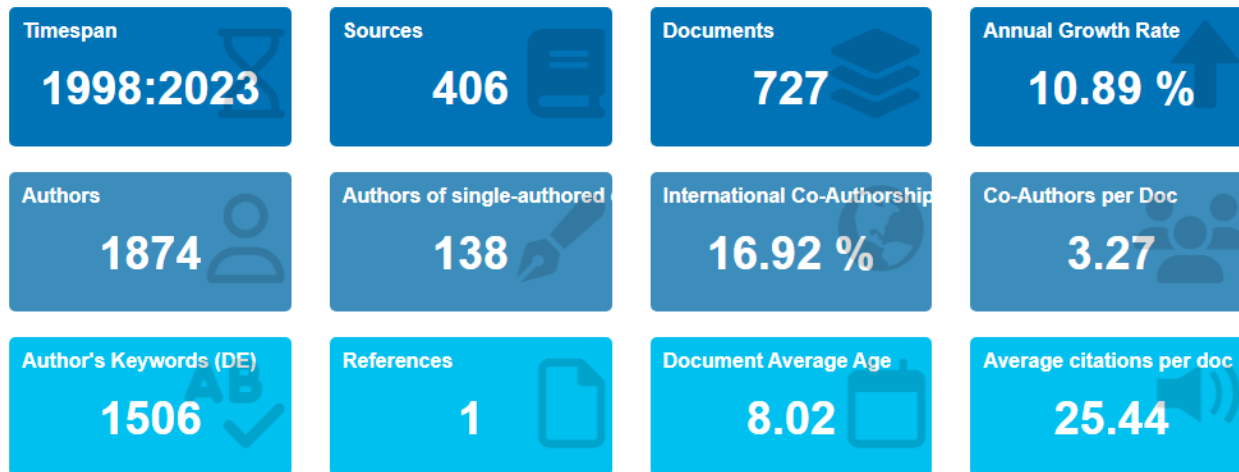 Timespan
1998:2023
Sources
406
Documents
727
Annual Growth Rate
10.89 %
Authors
1874
Authors of single-authored
138
International Co-Authorship
16.92 %
Co-Authors per Doc
3.27
Author's Keywords (DE)
1506
References
1
Document Average Age
8.02
Average citations per doc
25.44